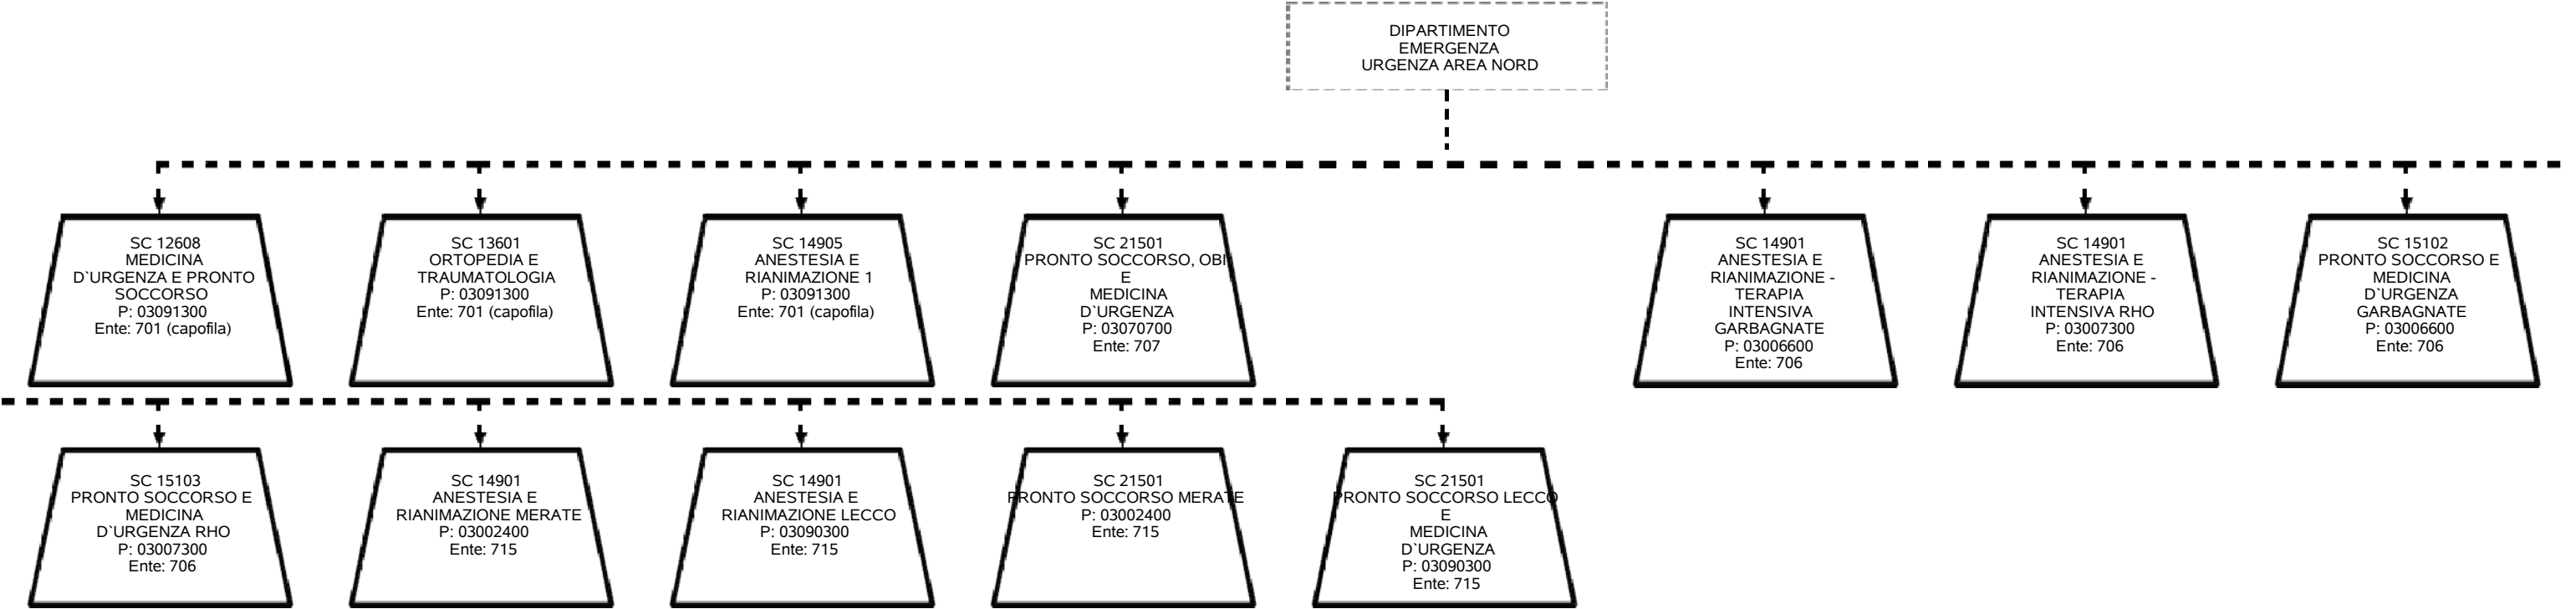 DIPARTIMENTO
EMERGENZA
URGENZA AREA NORD
SC 12608
MEDICINA
D`URGENZA E PRONTO
SOCCORSO
P: 03091300
Ente: 701 (capofila)
SC 13601
ORTOPEDIA E
TRAUMATOLOGIA
P: 03091300
Ente: 701 (capofila)
SC 14905
ANESTESIA E
RIANIMAZIONE 1
P: 03091300
Ente: 701 (capofila)
SC 21501
PRONTO SOCCORSO, OBI
E
MEDICINA
D`URGENZA
P: 03070700
Ente: 707
SC 14901
ANESTESIA E
RIANIMAZIONE -
TERAPIA
INTENSIVA
GARBAGNATE
P: 03006600
Ente: 706
SC 14901
ANESTESIA E
RIANIMAZIONE -
TERAPIA
INTENSIVA RHO
P: 03007300
Ente: 706
SC 15102
PRONTO SOCCORSO E
MEDICINA
D`URGENZA
GARBAGNATE
P: 03006600
Ente: 706
SC 15103
PRONTO SOCCORSO E
MEDICINA
D`URGENZA RHO
P: 03007300
Ente: 706
SC 14901
ANESTESIA E
RIANIMAZIONE MERATE
P: 03002400
Ente: 715
SC 14901
ANESTESIA E
RIANIMAZIONE LECCO
P: 03090300
Ente: 715
SC 21501
PRONTO SOCCORSO MERATE
P: 03002400
Ente: 715
SC 21501
PRONTO SOCCORSO LECCO
E
MEDICINA
D`URGENZA
P: 03090300
Ente: 715